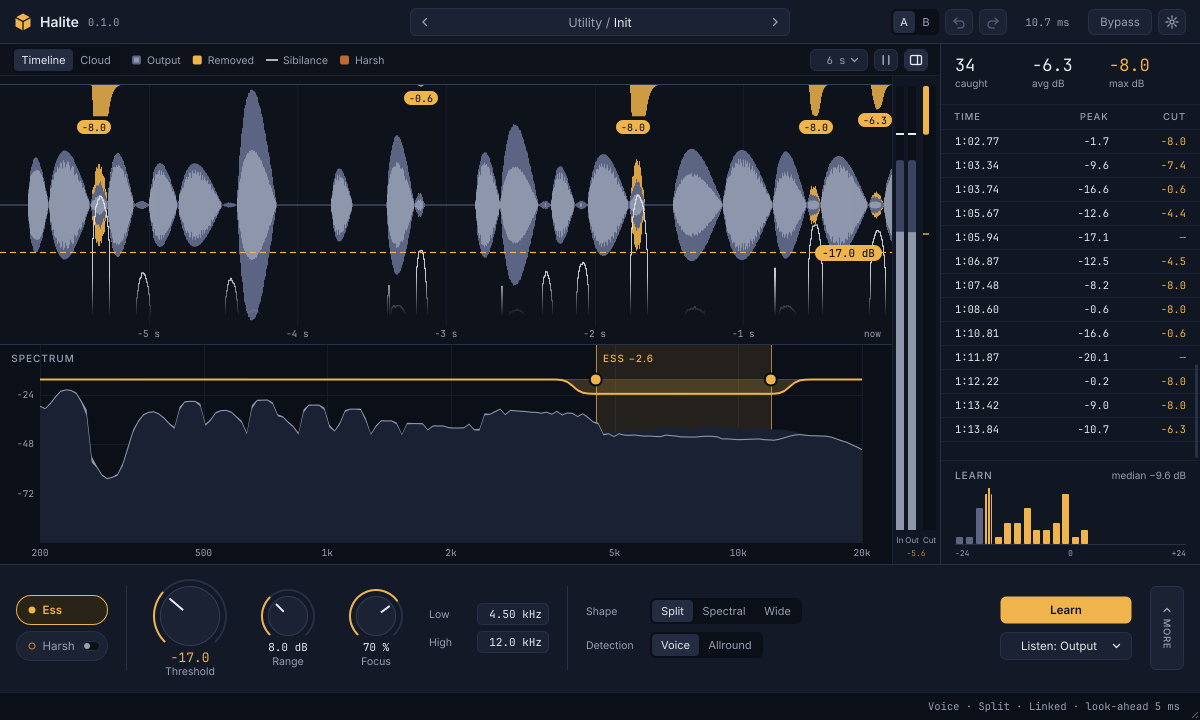 Halite 0.1.0
Utility / Init
A B
10.7 ms
Bypass
Timeline Cloud Output Removed Sibilance Harsh
6 s
-8.0 -0.6 -8.0 -8.0 -6.3
-17.0 dB
-5 s -4 s -3 s -2 s -1 s now
SPECTRUM
ESS −2.6
-24
-48
-72
200 500 1k 2k 5k 10k 20k
In Out Cut
-5.6
34 -6.3 -8.0
caught avg dB max dB
TIME PEAK CUT
1:02.77 -1.7 -8.0
1:03.34 -9.6 -7.4
1:03.74 -16.6 -0.6
1:05.67 -12.6 -4.4
1:05.94 -17.1 —
1:06.87 -12.5 -4.5
1:07.48 -8.2 -8.0
1:08.60 -0.6 -8.0
1:10.81 -16.6 -0.6
1:11.87 -20.1 —
1:12.22 -0.2 -8.0
1:13.42 -9.0 -8.0
1:13.84 -10.7 -6.3
LEARN median −9.6 dB
-24 0 +24
Ess
Harsh
-17.0
Threshold
8.0 dB
Range
70 %
Focus
Low 4.50 kHz
High 12.0 kHz
Shape Split Spectral Wide
Detection Voice Allround
Learn
Listen: Output
MORE
Voice · Split · Linked · look-ahead 5 ms